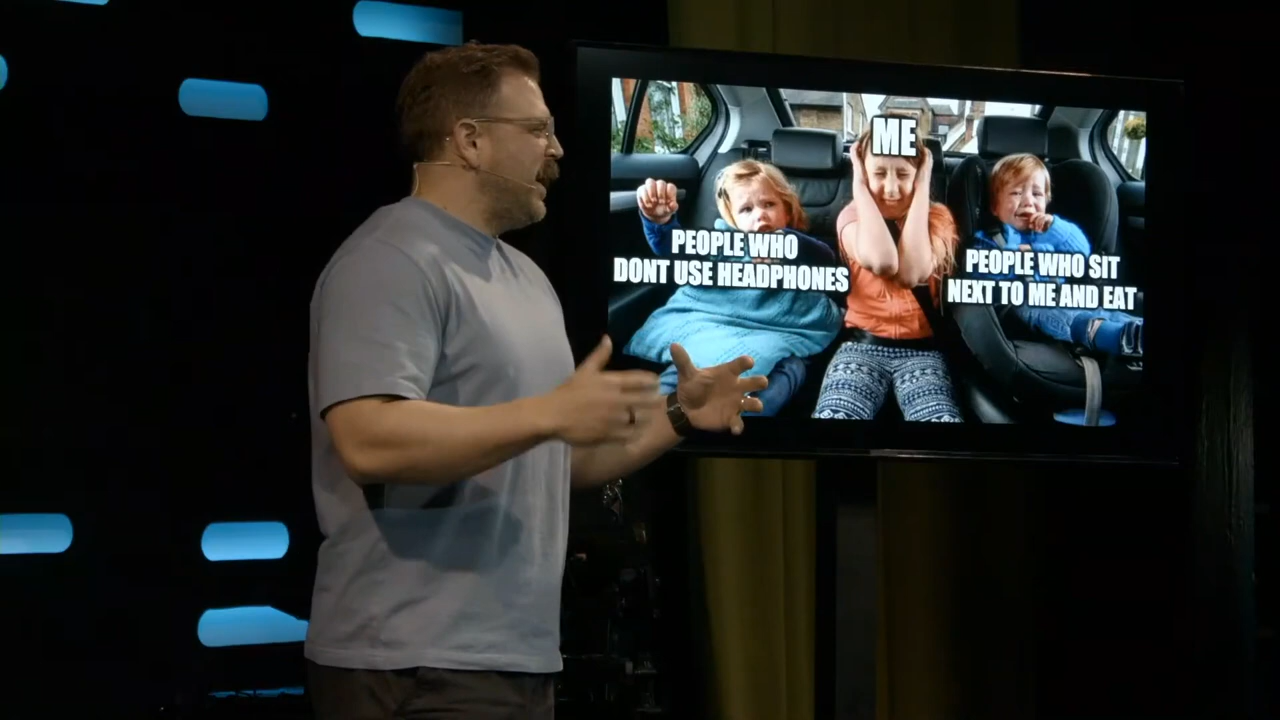 ME
PEOPLE WHO
DONT USE HEADPHONES
PEOPLE WHO SIT
NEXT TO ME AND EAT